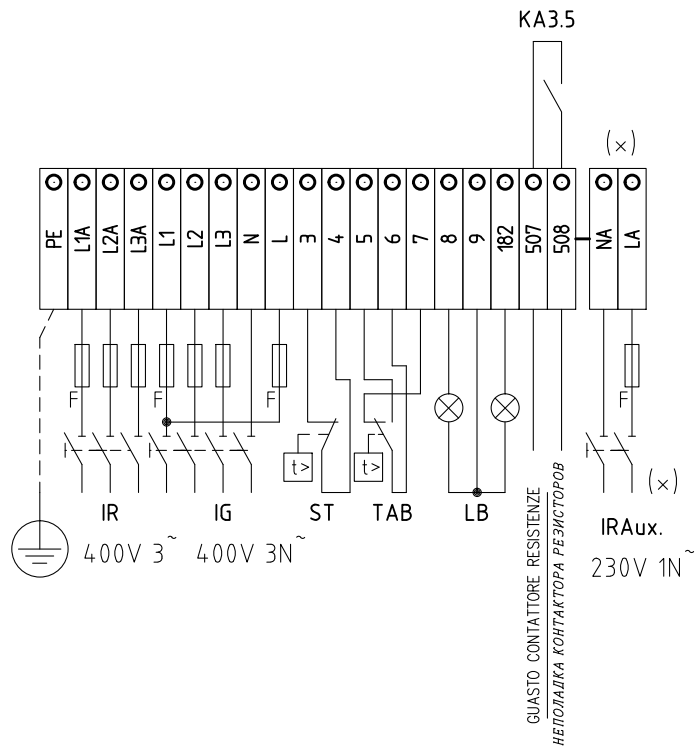 KA3.5
(x)
PE L1A L2A L3A L1 L2 L3 N L 3 4 5 6 7 8 9 182 507 508 NA LA
F F F F
t> t>
(x)
IR IG ST TAB LB IRAux.
400V 3~ 400V 3N~ 230V 1N~
GUASTO CONTATTORE RESISTENZE
НЕПОЛАДКА КОНТАКТОРА РЕЗИСТОРОВ